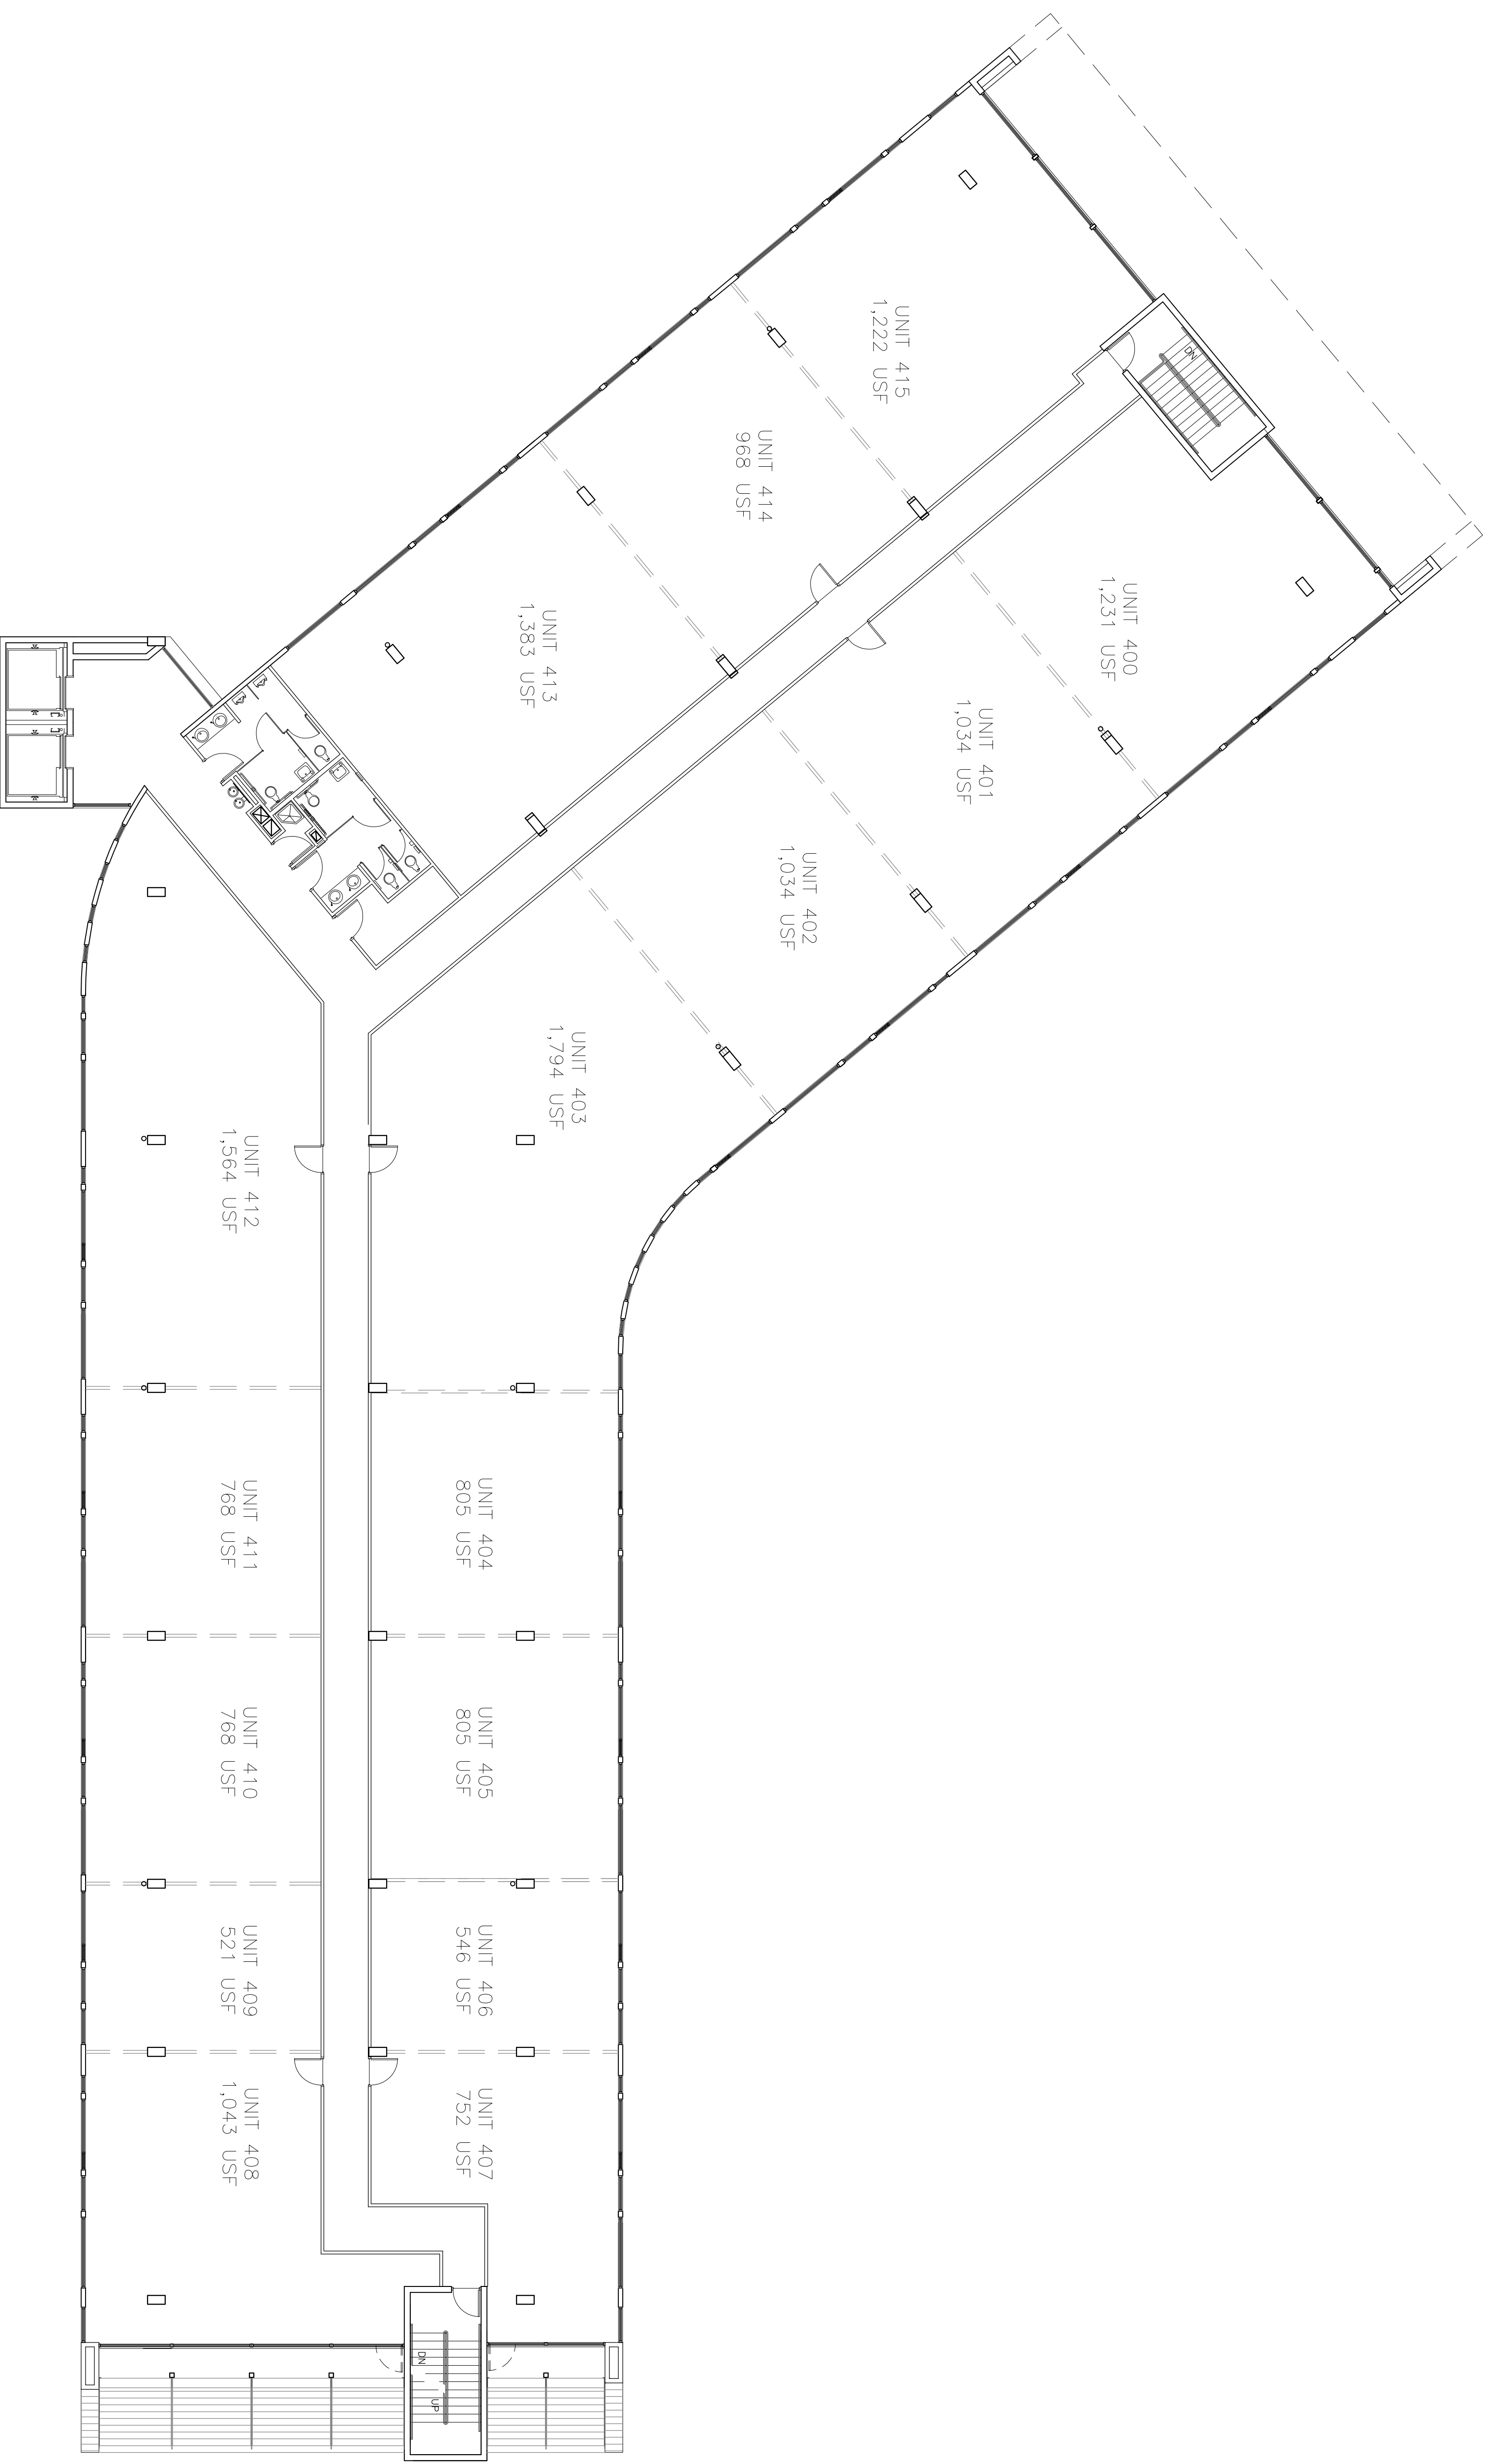 UNIT 400
1,231 USF
UNIT 401
1,034 USF
UNIT 402
1,034 USF
UNIT 403
1,794 USF
UNIT 404
805 USF
UNIT 405
805 USF
UNIT 406
546 USF
UNIT 407
752 USF
UNIT 408
1,043 USF
UNIT 409
521 USF
UNIT 410
768 USF
UNIT 411
768 USF
UNIT 412
1,564 USF
UNIT 413
1,383 USF
UNIT 414
968 USF
UNIT 415
1,222 USF
DN
DN
UP